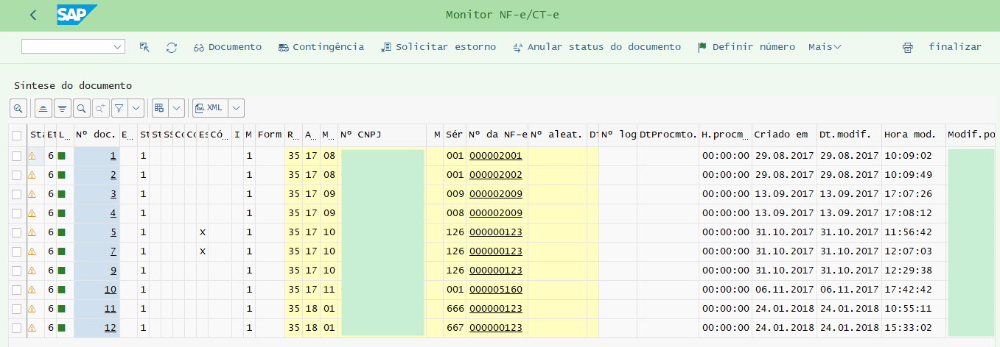 SAP Monitor NF-e/CT-e
Documento Contingência Solicitar estorno Anular status do documento Definir número Mais finalizar
Síntese do documento
XML
Sta Et L... Nº doc. E... St St SS Co Co Es Có... I M Form R... A... M... Nº CNPJ M Sér Nº da NF-e Nº aleat. Di Nº log DtProcmto. H.procm... Criado em Dt.modif. Hora mod. Modif.po
6 1 1 1 35 17 08 001 000002001 00:00:00 29.08.2017 29.08.2017 10:09:02
6 2 1 1 35 17 08 001 000002002 00:00:00 29.08.2017 29.08.2017 10:09:49
6 3 1 1 35 17 09 009 000002009 00:00:00 13.09.2017 13.09.2017 17:07:26
6 4 1 1 35 17 09 008 000002009 00:00:00 13.09.2017 13.09.2017 17:08:12
6 5 1 X 1 35 17 10 126 000000123 00:00:00 31.10.2017 31.10.2017 11:56:42
6 7 1 X 1 35 17 10 126 000000123 00:00:00 31.10.2017 31.10.2017 12:07:03
6 9 1 1 35 17 10 126 000000123 00:00:00 31.10.2017 31.10.2017 12:29:38
6 10 1 1 35 17 11 001 000005160 00:00:00 06.11.2017 06.11.2017 17:42:42
6 11 1 1 35 18 01 666 000000123 00:00:00 24.01.2018 24.01.2018 10:55:11
6 12 1 1 35 18 01 667 000000123 00:00:00 24.01.2018 24.01.2018 15:33:02